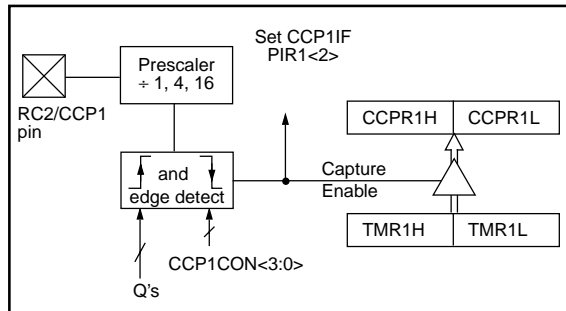 Set CCP1IF
PIR1<2>
Prescaler
÷ 1, 4, 16
RC2/CCP1
pin
CCPR1H
CCPR1L
and
edge detect
Capture
Enable
TMR1H
TMR1L
CCP1CON<3:0>
Q's